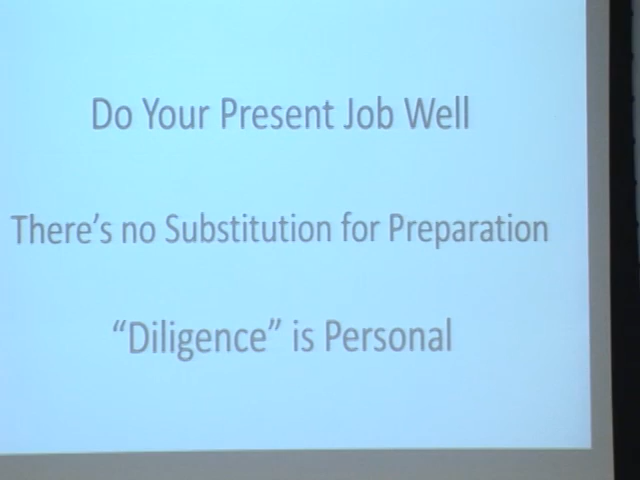 Do Your Present Job Well
There's no Substitution for Preparation
“Diligence” is Personal